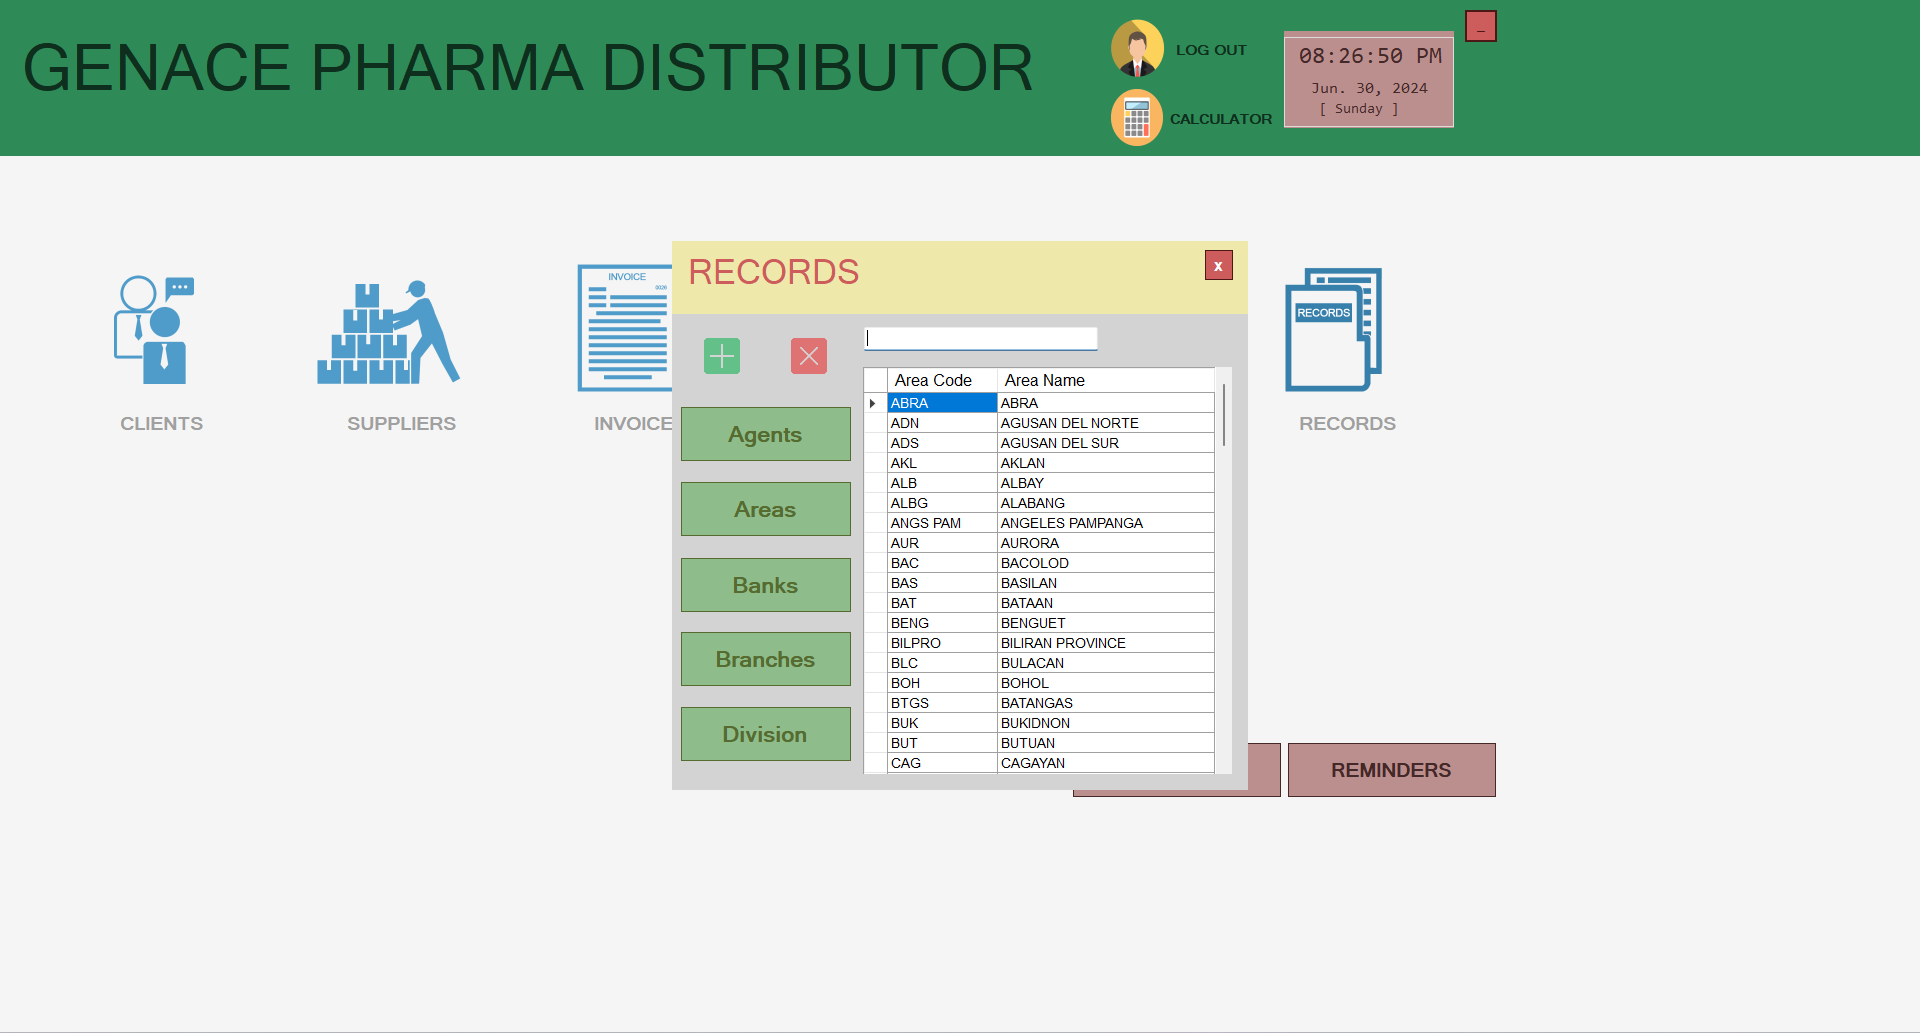 GENACE PHARMA DISTRIBUTOR
LOG OUT
CALCULATOR
08:26:50 PM
Jun. 30, 2024
[ Sunday ]
_
CLIENTS
SUPPLIERS
INVOICE
0026
INVOICE
RECORDS
RECORDS
RECORDS
x
Agents
Areas
Banks
Branches
Division
Area Code Area Name
ABRA ABRA
ADN AGUSAN DEL NORTE
ADS AGUSAN DEL SUR
AKL AKLAN
ALB ALBAY
ALBG ALABANG
ANGS PAM ANGELES PAMPANGA
AUR AURORA
BAC BACOLOD
BAS BASILAN
BAT BATAAN
BENG BENGUET
BILPRO BILIRAN PROVINCE
BLC BULACAN
BOH BOHOL
BTGS BATANGAS
BUK BUKIDNON
BUT BUTUAN
CAG CAGAYAN
REMINDERS